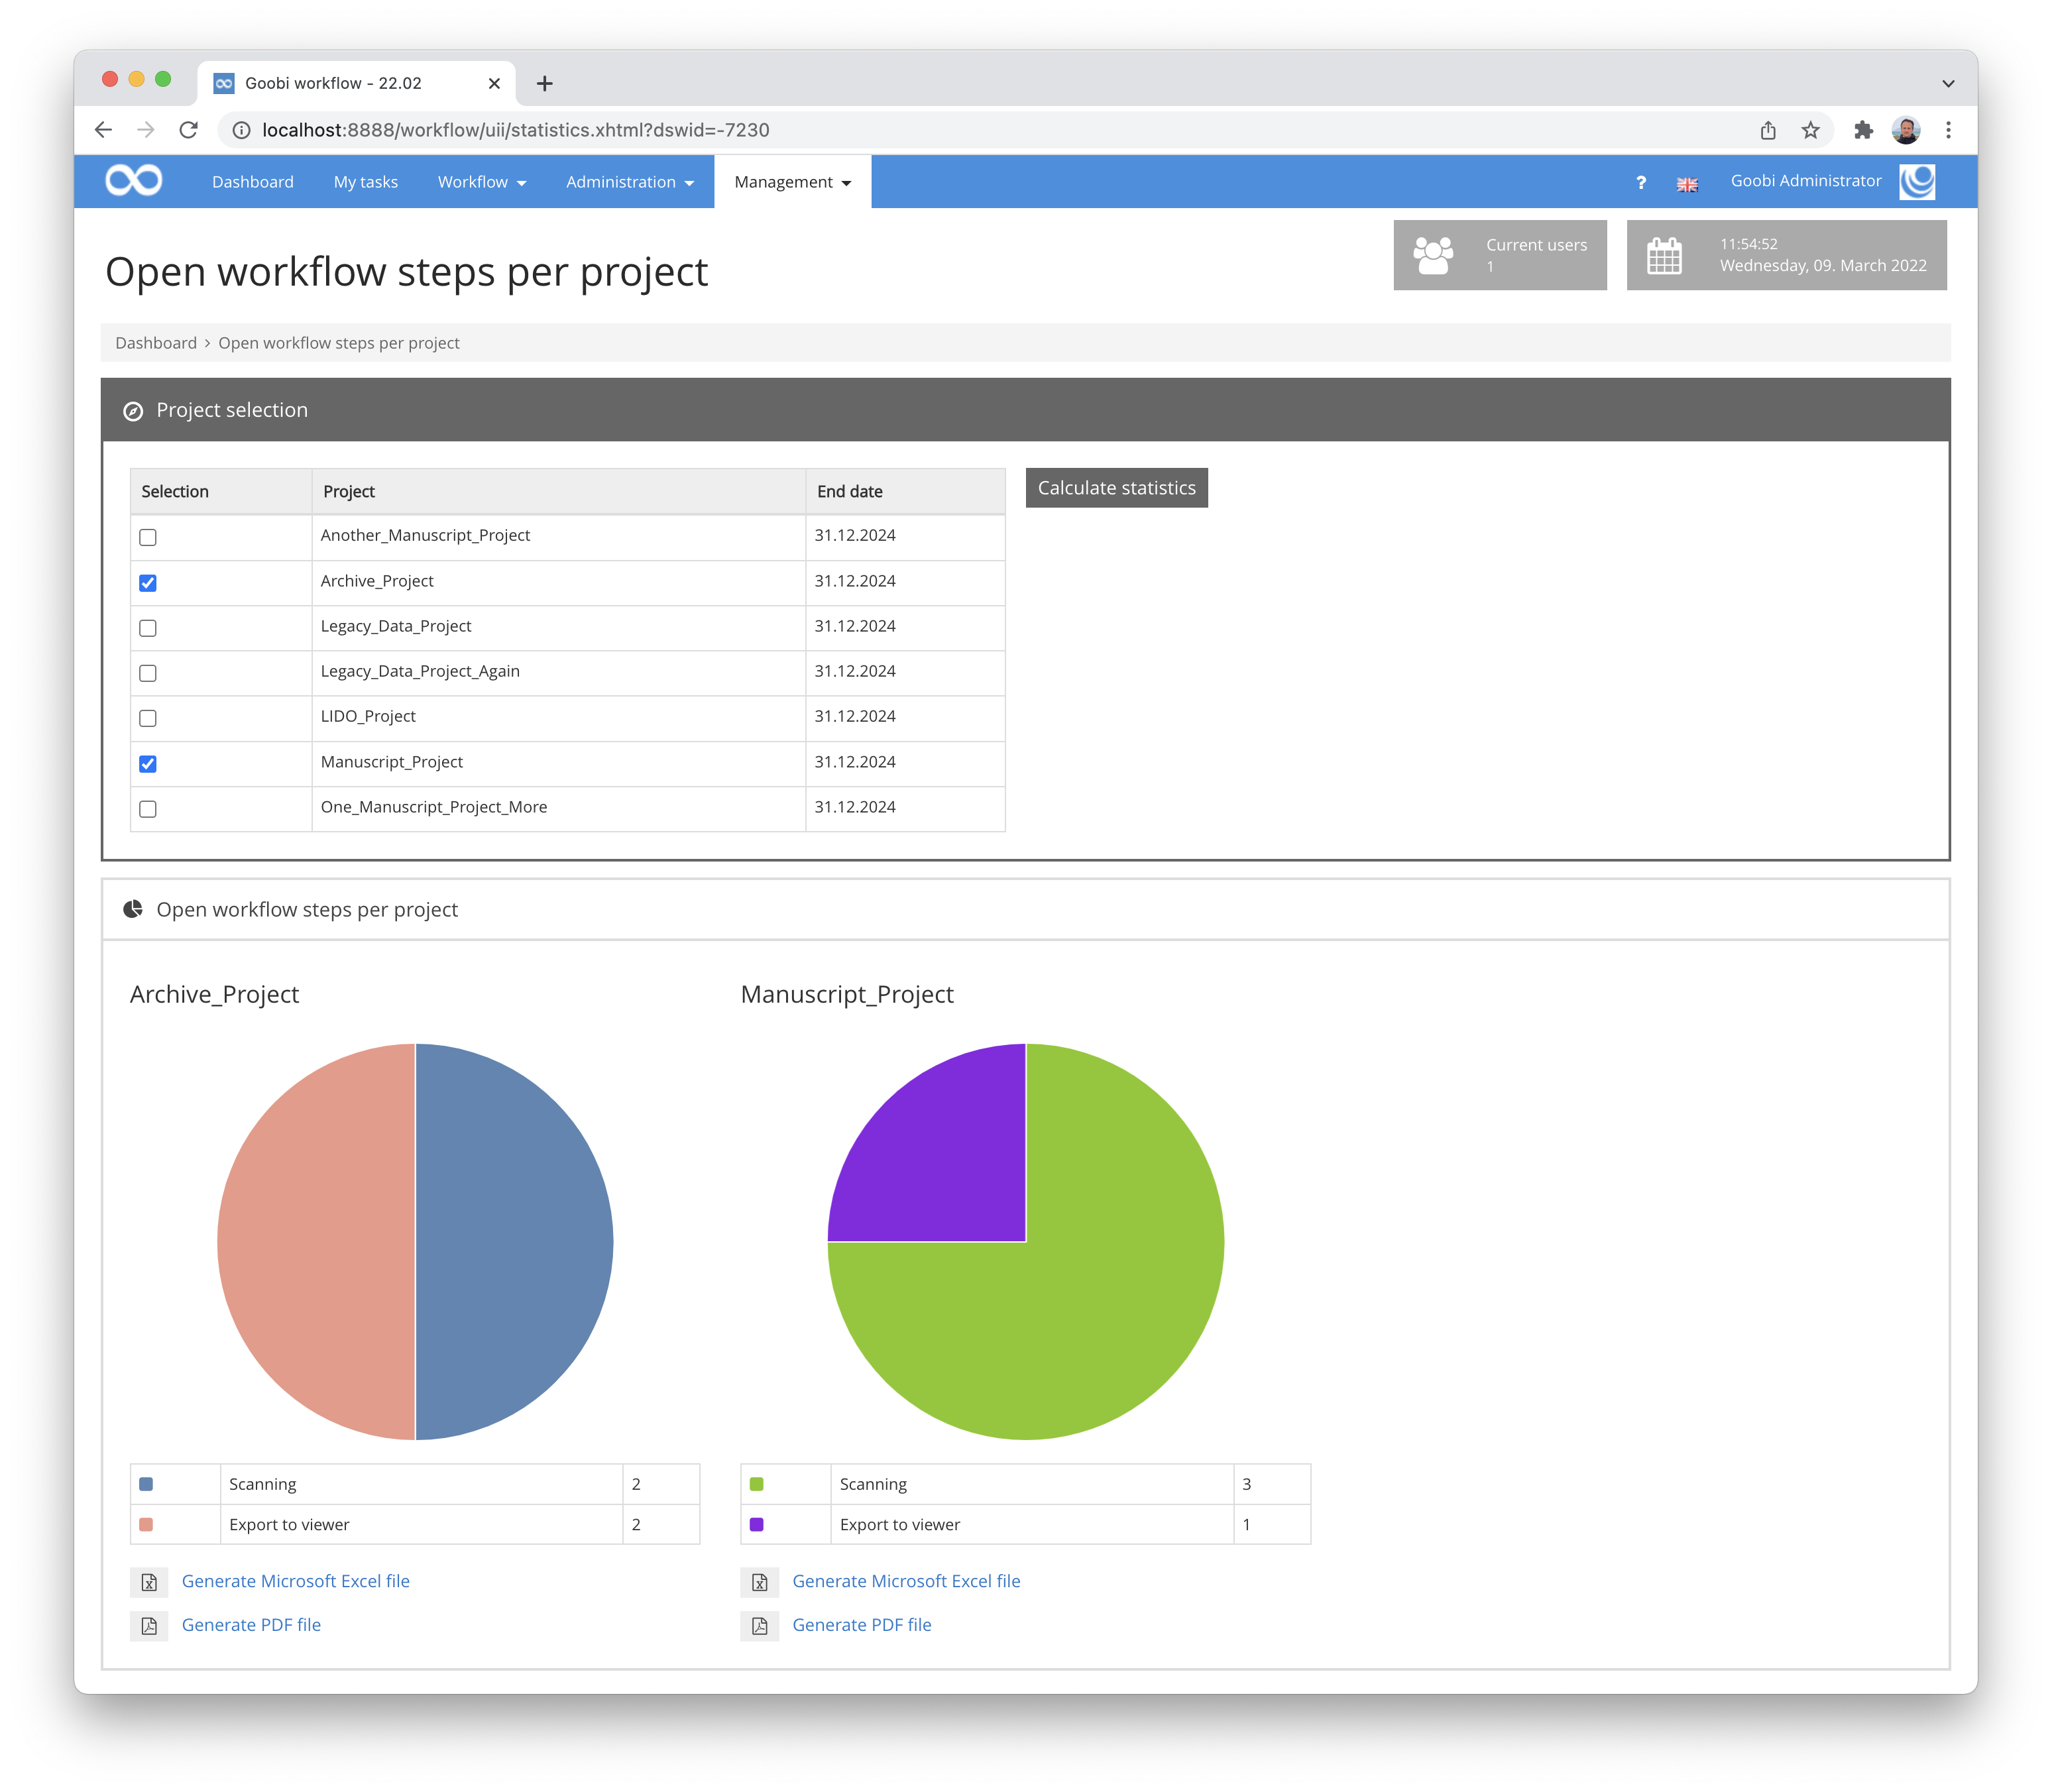 Goobi workflow - 22.02
localhost:8888/workflow/uii/statistics.xhtml?dswid=-7230
Dashboard My tasks Workflow Administration Management ? Goobi Administrator
Open workflow steps per project
Current users
1
11:54:52
Wednesday, 09. March 2022
Dashboard › Open workflow steps per project
Project selection
Selection Project End date
Calculate statistics
Another_Manuscript_Project 31.12.2024
Archive_Project 31.12.2024
Legacy_Data_Project 31.12.2024
Legacy_Data_Project_Again 31.12.2024
LIDO_Project 31.12.2024
Manuscript_Project 31.12.2024
One_Manuscript_Project_More 31.12.2024
Open workflow steps per project
Archive_Project
Scanning 2
Export to viewer 2
Generate Microsoft Excel file
Generate PDF file
Manuscript_Project
Scanning 3
Export to viewer 1
Generate Microsoft Excel file
Generate PDF file